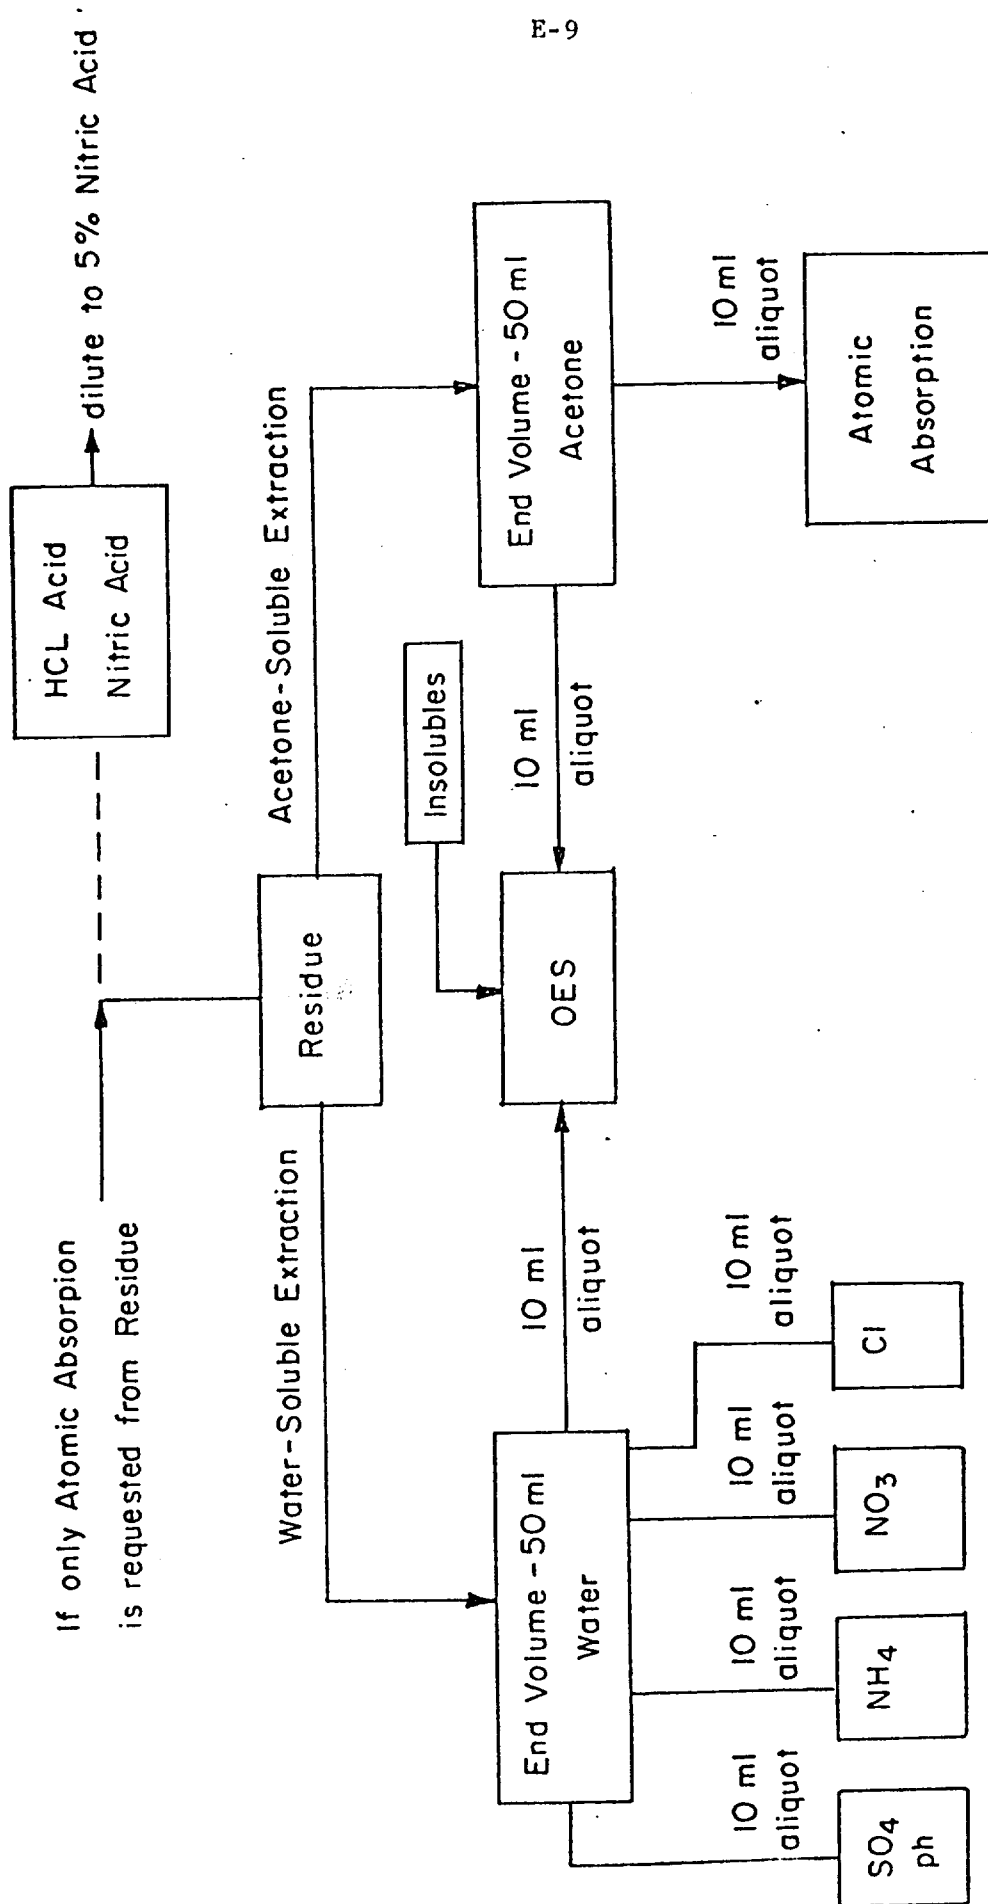 E-9
If only Atomic Absorpion
is requested from Residue
HCL Acid
Nitric Acid
dilute to 5% Nitric Acid
Residue
Water-Soluble Extraction
Acetone-Soluble Extraction
Insolubles
End Volume - 50 ml
Water
10 ml
aliquot
OES
10 ml
aliquot
End Volume - 50 ml
Acetone
10 ml
aliquot
10 ml
aliquot
10 ml
aliquot
10 ml
aliquot
10 ml
aliquot
SO4
ph
NH4
NO3
Cl
Atomic
Absorption